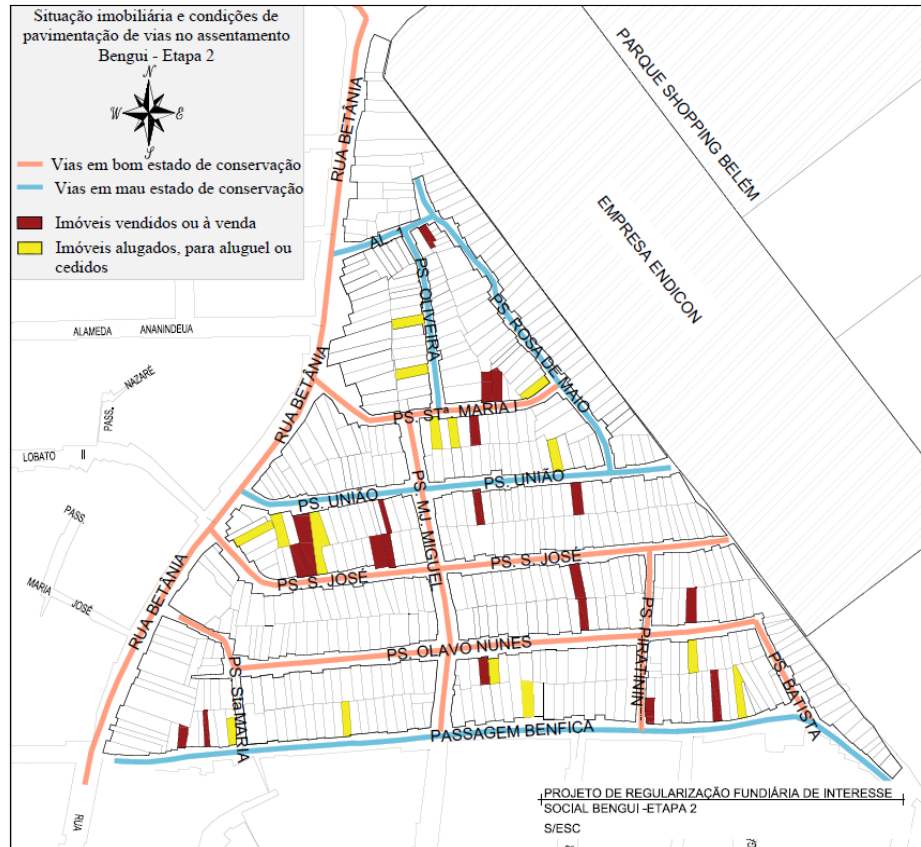 Situação imobiliária e condições de
pavimentação de vias no assentamento
Bengui - Etapa 2
N
W
E
S
Vias em bom estado de conservação
Vias em mau estado de conservação
Imóveis vendidos ou à venda
Imóveis alugados, para aluguel ou
cedidos
RUA BETÂNIA
PARQUE SHOPPING BELÉM
EMPRESA ENDICON
AL. 1
PS. OLIVEIRA
PS. ROSA DE MAIO
ALAMEDA ANANINDEUA
RUA BETÂNIA
PASS. NAZARÉ
PS. STª MARIA I
LOBATO II
PS. UNIÃO
PS. UNIÃO
PS. MJ. MIGUEL
PASS.
MARIA JOSÉ
PS. S. JOSÉ
PS. S. JOSÉ
RUA BETÂNIA
PS. PIRATININ
PS. OLAVO NUNES
PS. Sta MARIA
PS. BATISTA
PASSAGEM BENFICA
RUA
PROJETO DE REGULARIZAÇÃO FUNDIÁRIA DE INTERESSE
SOCIAL BENGUI -ETAPA 2
S/ESC